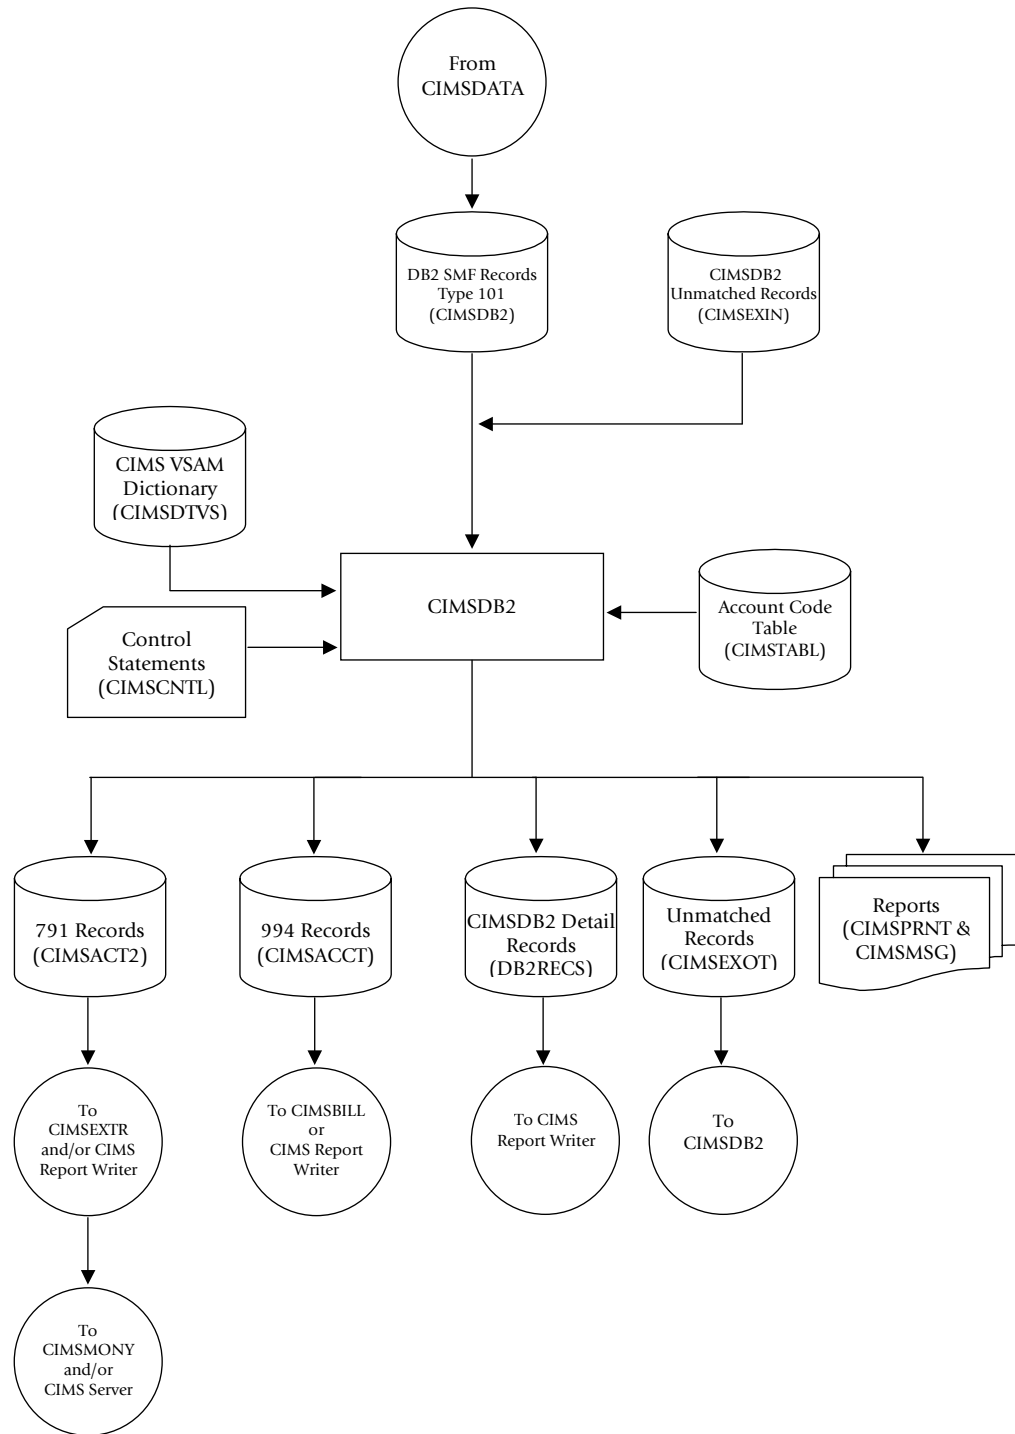 From
CIMSDATA
DB2 SMF Records
Type 101
(CIMSDB2)
CIMSDB2
Unmatched Records
(CIMSEXIN)
CIMS VSAM
Dictionary
(CIMSDTVS)
CIMSDB2
Account Code
Table
(CIMSTABL)
Control
Statements
(CIMSCNTL)
791 Records
(CIMSACT2)
994 Records
(CIMSACCT)
CIMSDB2 Detail
Records
(DB2RECS)
Unmatched
Records
(CIMSEXOT)
Reports
(CIMSPRNT &
CIMSMSG)
To
CIMSEXTR
and/or CIMS
Report Writer
To CIMSBILL
or
CIMS Report
Writer
To CIMS
Report Writer
To
CIMSDB2
To
CIMSMONY
and/or
CIMS Server